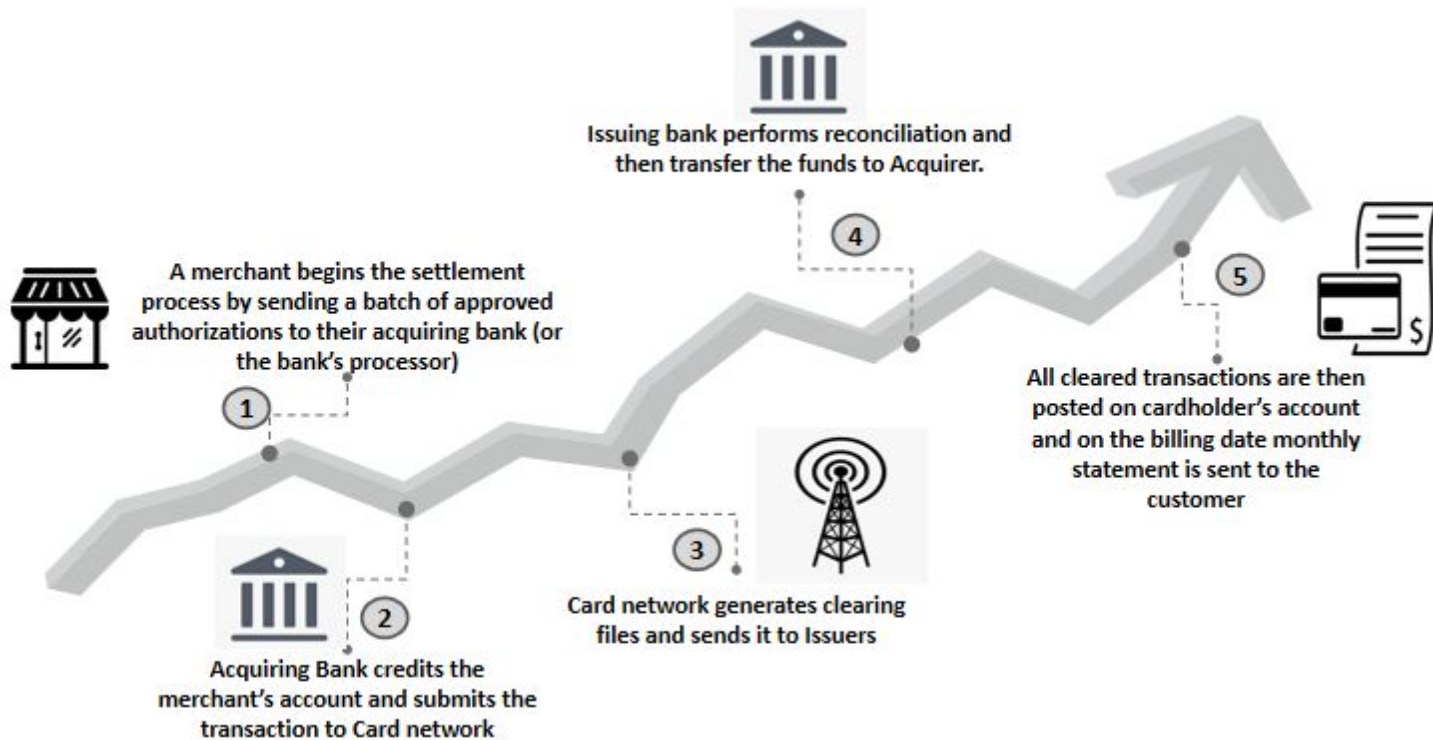 1
A merchant begins the settlement
process by sending a batch of approved
authorizations to their acquiring bank (or
the bank's processor)
2
Acquiring Bank credits the
merchant's account and submits the
transaction to Card network
3
Card network generates clearing
files and sends it to Issuers
4
Issuing bank performs reconciliation and
then transfer the funds to Acquirer.
5
All cleared transactions are then
posted on cardholder's account
and on the billing date monthly
statement is sent to the
customer
$